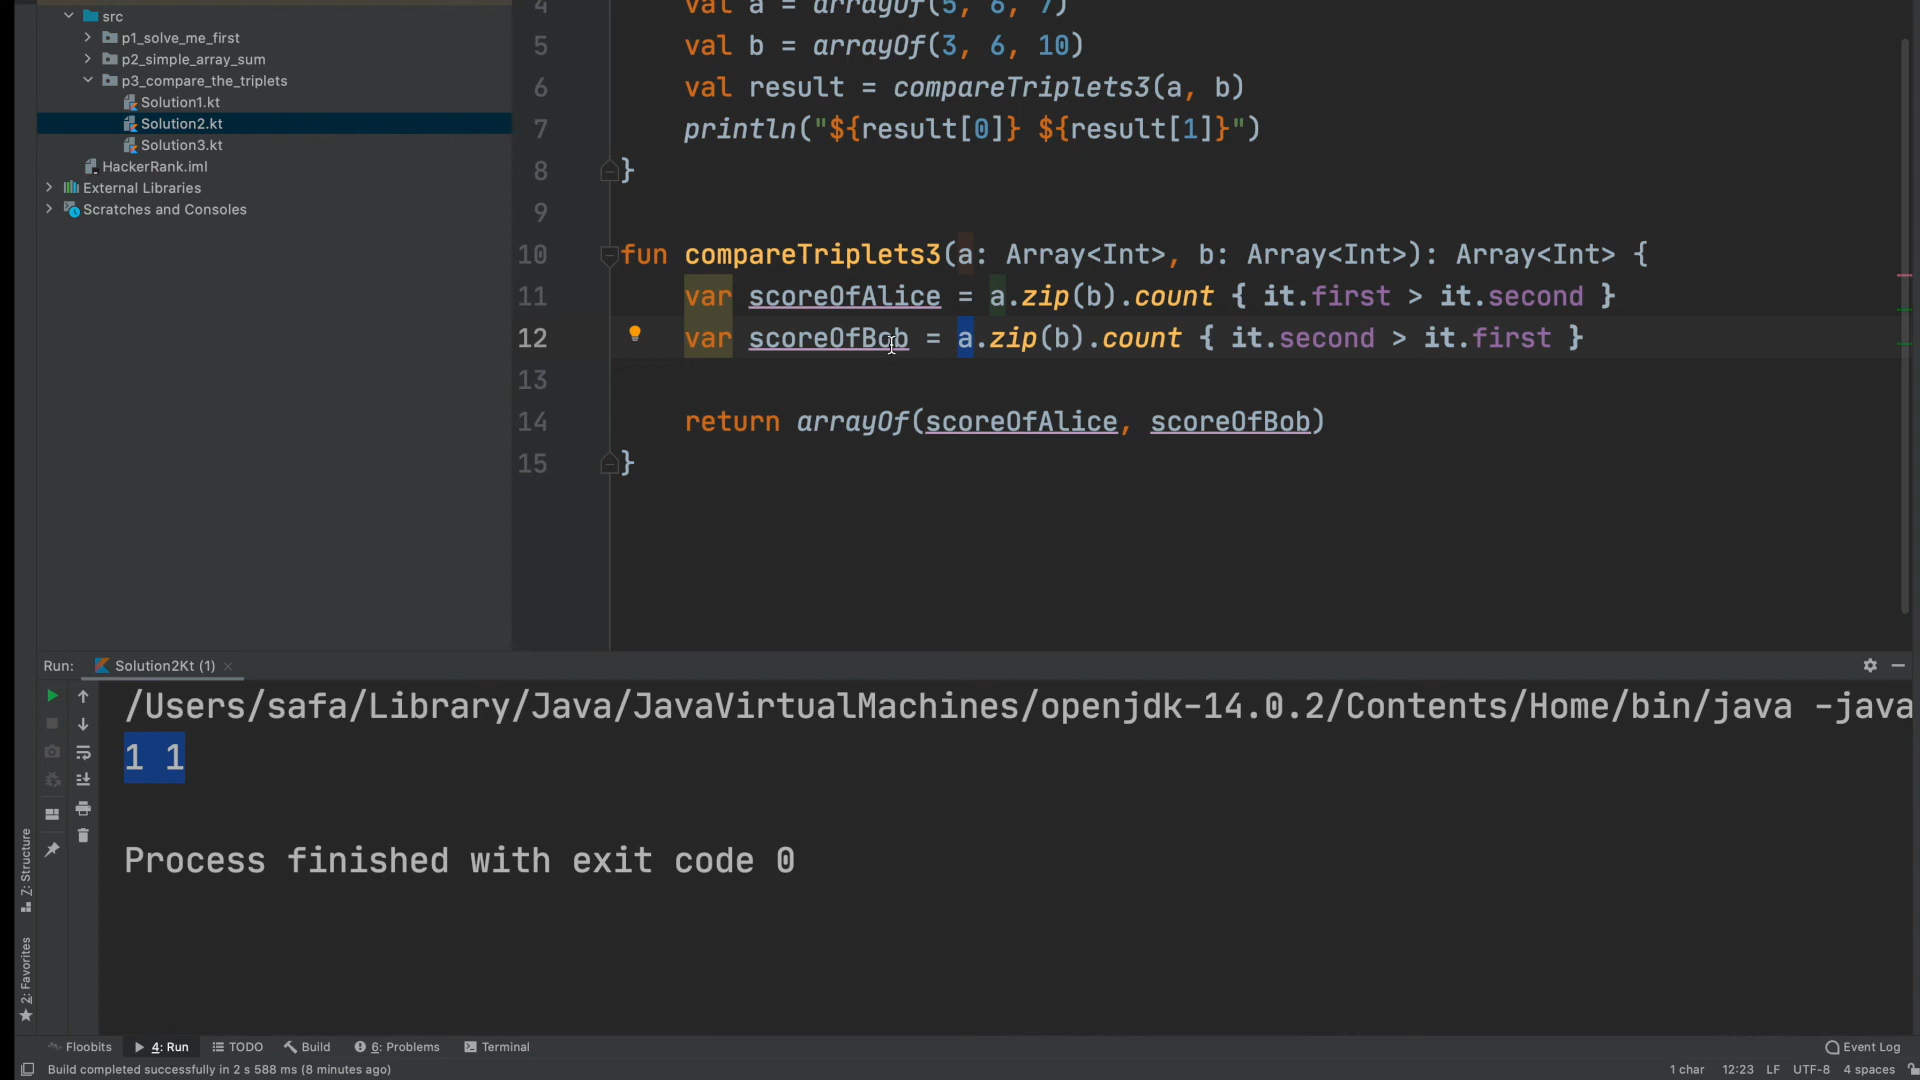 src
p1_solve_me_first
p2_simple_array_sum
p3_compare_the_triplets
Solution1.kt
Solution2.kt
Solution3.kt
HackerRank.iml
External Libraries
Scratches and Consoles
4 val a = arrayOf(5, 6, 7)
5 val b = arrayOf(3, 6, 10)
6 val result = compareTriplets3(a, b)
7 println("${result[0]} ${result[1]}")
8 }
9
10 fun compareTriplets3(a: Array<Int>, b: Array<Int>): Array<Int> {
11 var scoreOfAlice = a.zip(b).count { it.first > it.second }
12 var scoreOfBob = a.zip(b).count { it.second > it.first }
13
14 return arrayOf(scoreOfAlice, scoreOfBob)
15 }
Run: Solution2Kt (1)
/Users/safa/Library/Java/JavaVirtualMachines/openjdk-14.0.2/Contents/Home/bin/java -java
1 1
Process finished with exit code 0
Z: Structure
2: Favorites
Floobits 4: Run TODO Build 6: Problems Terminal Event Log
Build completed successfully in 2 s 588 ms (8 minutes ago) 1 char 12:23 LF UTF-8 4 spaces